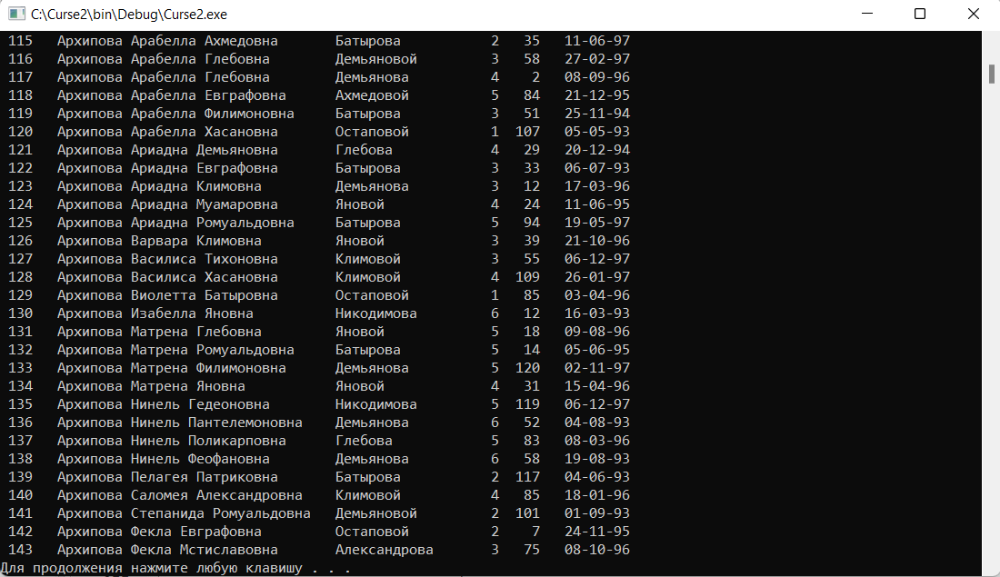 C:\Curse2\bin\Debug\Curse2.exe
115 Архипова Арабелла Ахмедовна Батырова 2 35 11-06-97
116 Архипова Арабелла Глебовна Демьяновой 3 58 27-02-97
117 Архипова Арабелла Глебовна Демьянова 4 2 08-09-96
118 Архипова Арабелла Евграфовна Ахмедовой 5 84 21-12-95
119 Архипова Арабелла Филимоновна Батырова 3 51 25-11-94
120 Архипова Арабелла Хасановна Остаповой 1 107 05-05-93
121 Архипова Ариадна Демьяновна Глебова 4 29 20-12-94
122 Архипова Ариадна Евграфовна Батырова 3 33 06-07-93
123 Архипова Ариадна Климовна Демьянова 3 12 17-03-96
124 Архипова Ариадна Муамаровна Яновой 4 24 11-06-95
125 Архипова Ариадна Ромуальдовна Батырова 5 94 19-05-97
126 Архипова Варвара Климовна Яновой 3 39 21-10-96
127 Архипова Василиса Тихоновна Климовой 3 55 06-12-97
128 Архипова Василиса Хасановна Климовой 4 109 26-01-97
129 Архипова Виолетта Батыровна Остаповой 1 85 03-04-96
130 Архипова Изабелла Яновна Никодимова 6 12 16-03-93
131 Архипова Матрена Глебовна Яновой 5 18 09-08-96
132 Архипова Матрена Ромуальдовна Батырова 5 14 05-06-95
133 Архипова Матрена Филимоновна Демьянова 5 120 02-11-97
134 Архипова Матрена Яновна Яновой 4 31 15-04-96
135 Архипова Нинель Гедеоновна Никодимова 5 119 06-12-97
136 Архипова Нинель Пантелемоновна Демьянова 6 52 04-08-93
137 Архипова Нинель Поликарповна Глебова 5 83 08-03-96
138 Архипова Нинель Феофановна Демьянова 6 58 19-08-93
139 Архипова Пелагея Патриковна Батырова 2 117 04-06-93
140 Архипова Саломея Александровна Климовой 4 85 18-01-96
141 Архипова Степанида Ромуальдовна Демьяновой 2 101 01-09-93
142 Архипова Фекла Евграфовна Остаповой 2 7 24-11-95
143 Архипова Фекла Мстиславовна Александрова 3 75 08-10-96
Для продолжения нажмите любую клавишу . . .